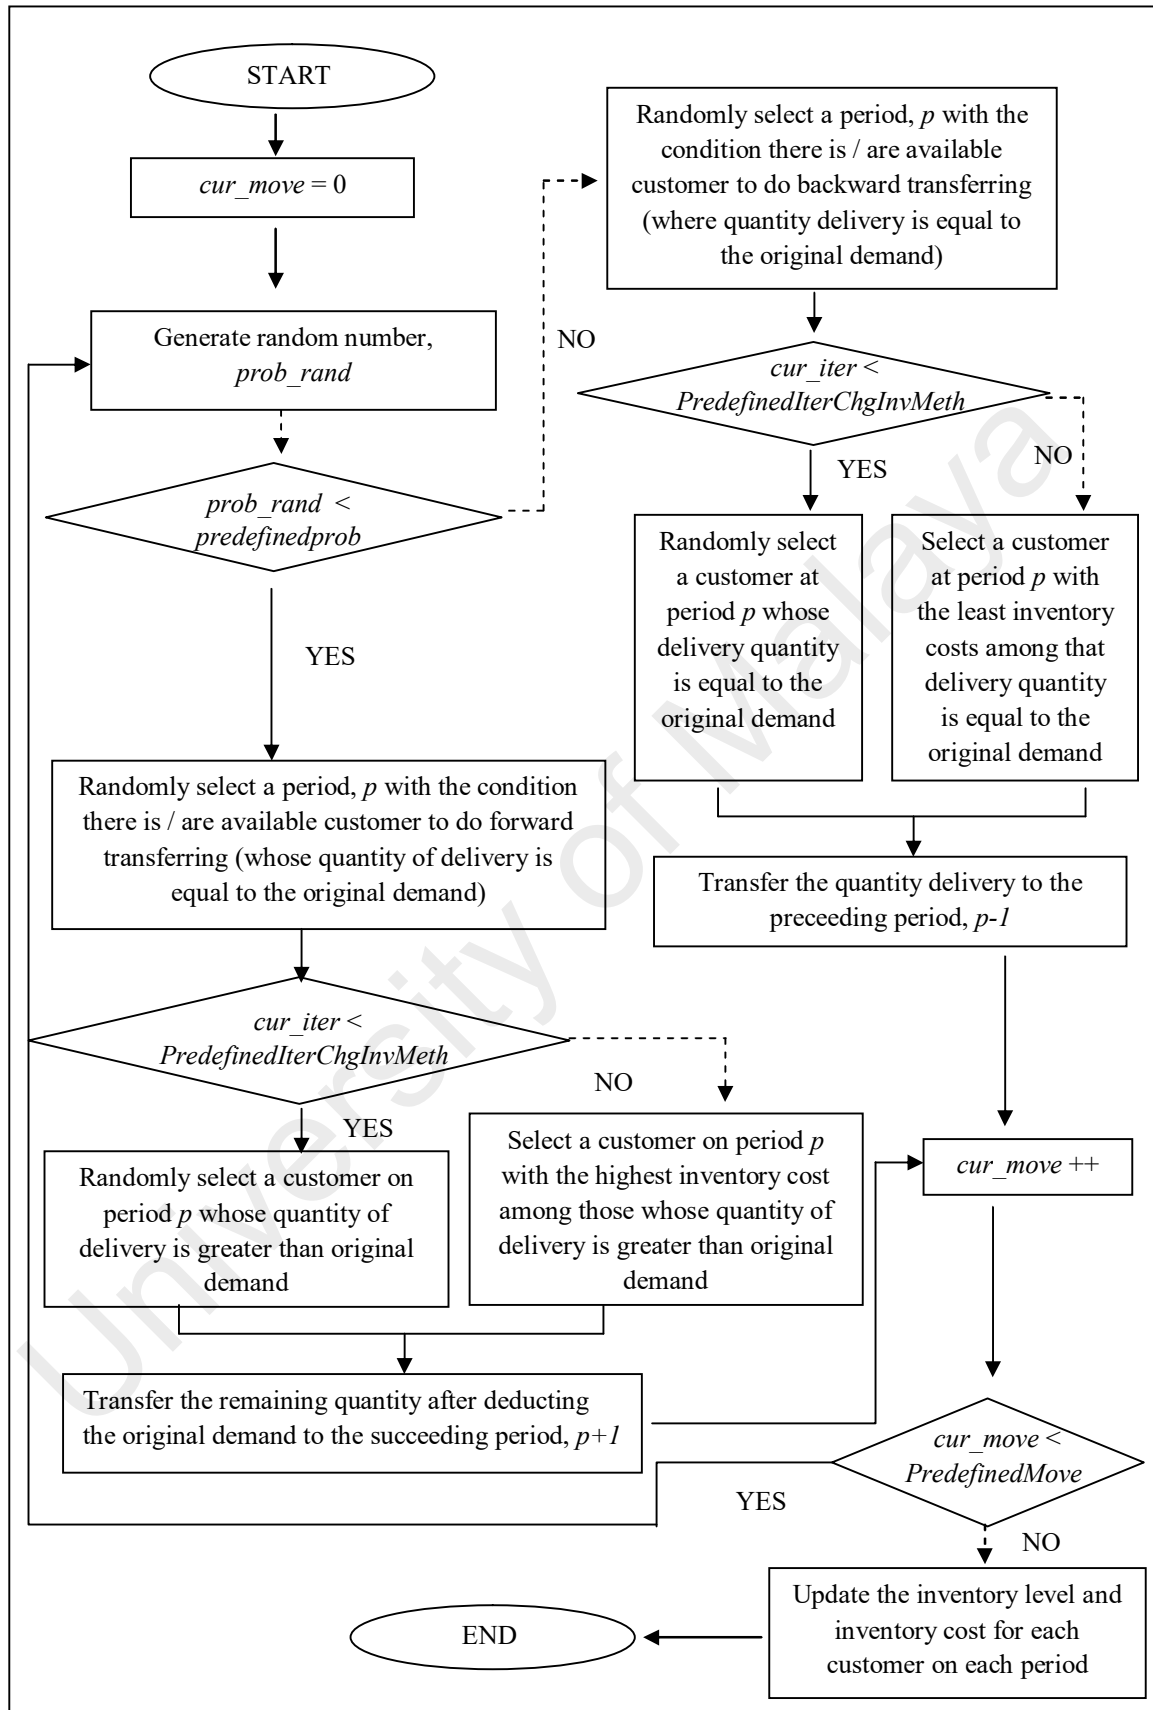 START
cur_move = 0
Generate random number,
prob_rand
prob_rand <
predefinedprob
YES
NO
Randomly select a period, p with the condition
there is / are available customer to do forward
transferring (whose quantity of delivery is
equal to the original demand)
cur_iter <
PredefinedIterChgInvMeth
YES
NO
Randomly select a customer on
period p whose quantity of
delivery is greater than original
demand
Select a customer on period p
with the highest inventory cost
among those whose quantity of
delivery is greater than original
demand
Transfer the remaining quantity after deducting
the original demand to the succeeding period, p+1
Randomly select a period, p with the
condition there is / are available
customer to do backward transferring
(where quantity delivery is equal to
the original demand)
cur_iter <
PredefinedIterChgInvMeth
YES
NO
Randomly select
a customer at
period p whose
delivery quantity
is equal to the
original demand
Select a customer
at period p with
the least inventory
costs among that
delivery quantity
is equal to the
original demand
Transfer the quantity delivery to the
preceeding period, p-1
cur_move ++
cur_move <
PredefinedMove
YES
NO
Update the inventory level and
inventory cost for each
customer on each period
END
University of Malaya